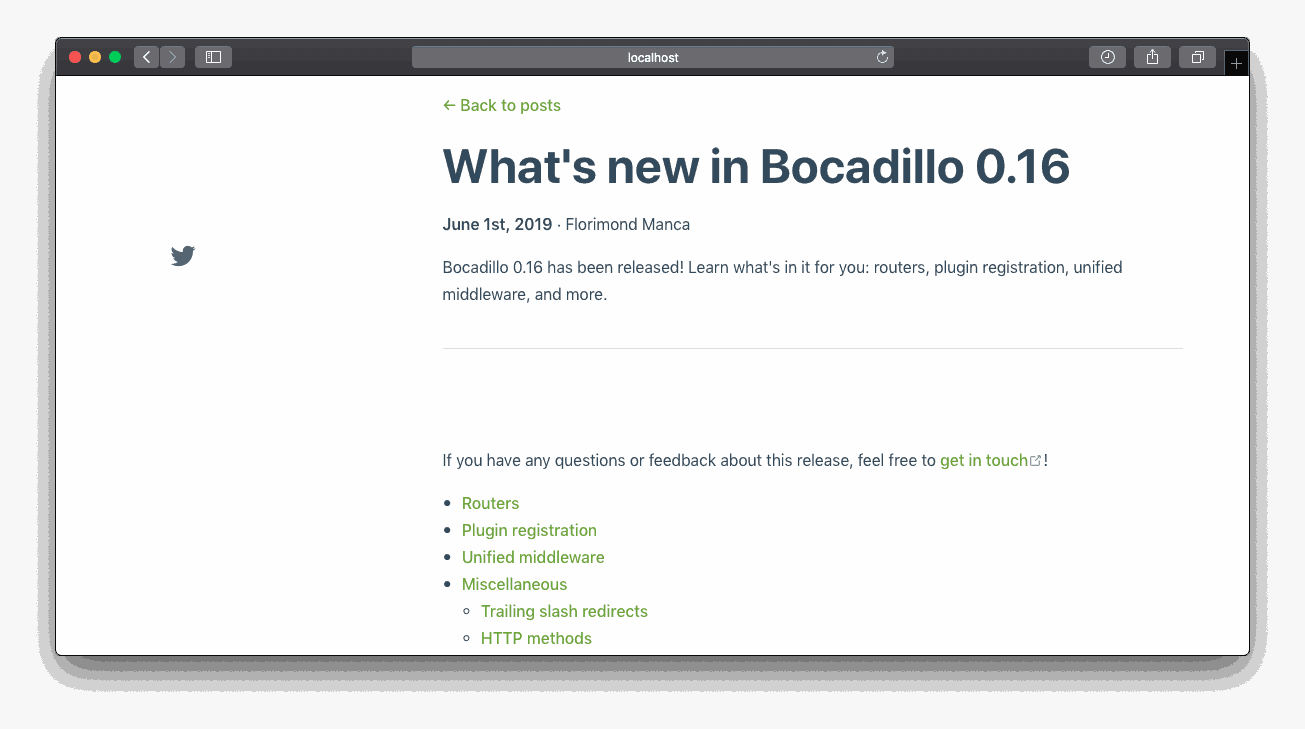 localhost
← Back to posts
What's new in Bocadillo 0.16
June 1st, 2019 · Florimond Manca
Bocadillo 0.16 has been released! Learn what's in it for you: routers, plugin registration, unified
middleware, and more.
If you have any questions or feedback about this release, feel free to get in touch!
Routers
Plugin registration
Unified middleware
Miscellaneous
Trailing slash redirects
HTTP methods